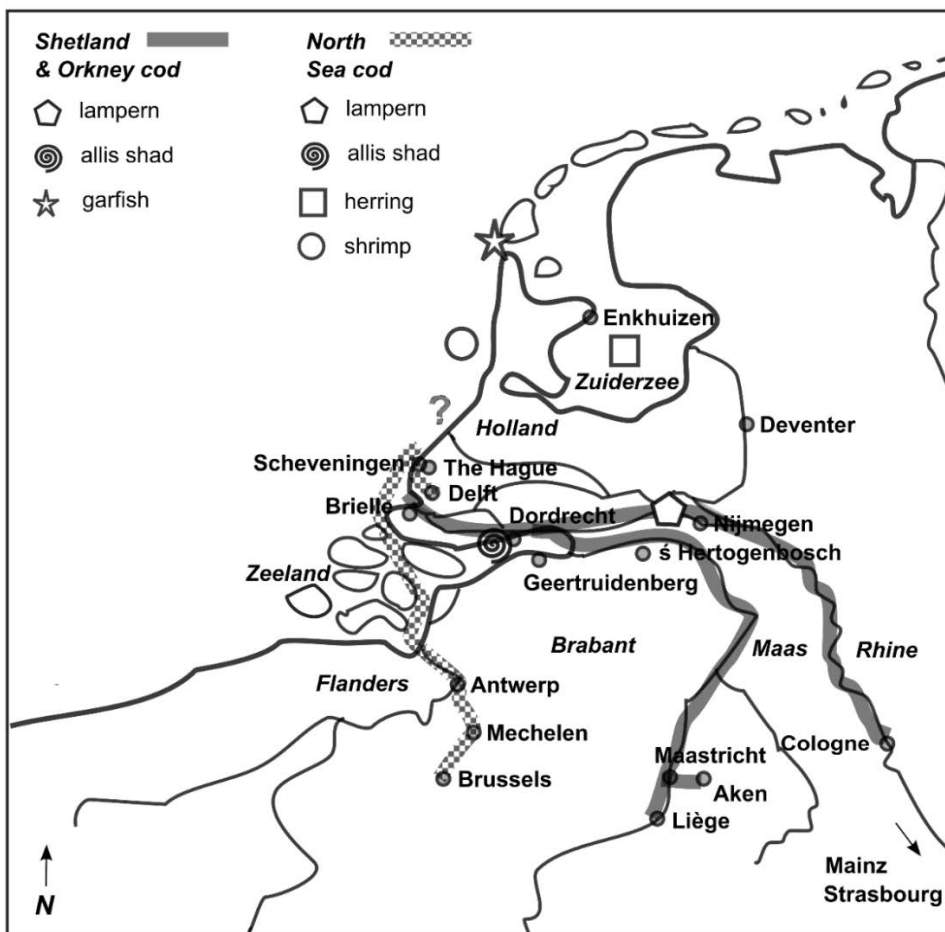 Shetland
& Orkney cod
lampern
allis shad
garfish
North
Sea cod
lampern
allis shad
herring
shrimp
Enkhuizen
Zuiderzee
?
Holland
Deventer
Scheveningen
The Hague
Delft
Brielle
Dordrecht
Nijmegen
ś Hertogenbosch
Geertruidenberg
Zeeland
Brabant
Maas
Rhine
Flanders
Antwerp
Mechelen
Cologne
Maastricht
Brussels
Aken
Liège
Mainz
Strasbourg
N